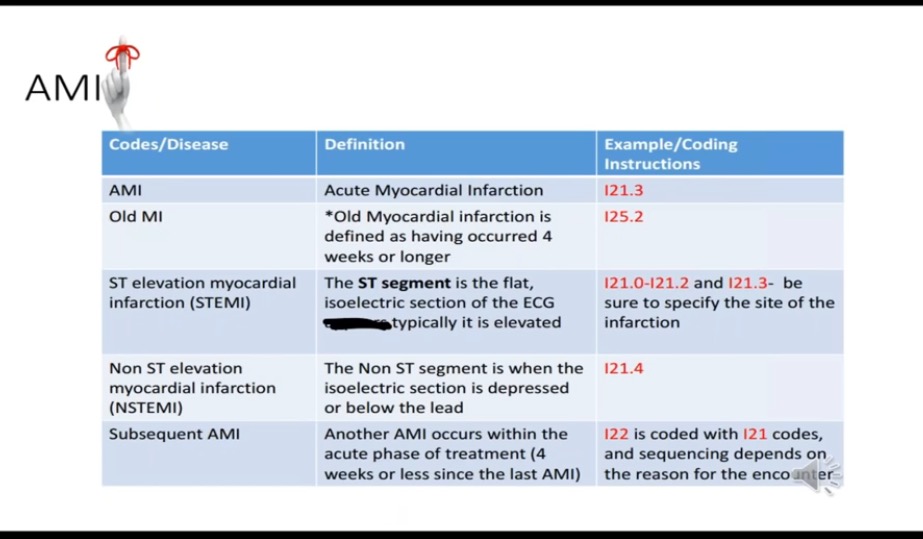 AMI
Codes/Disease
Definition
Example/Coding
Instructions
AMI
Acute Myocardial Infarction
I21.3
Old MI
*Old Myocardial infarction is
defined as having occurred 4
weeks or longer
I25.2
ST elevation myocardial
infarction (STEMI)
The ST segment is the flat,
isoelectric section of the ECG
typically it is elevated
I21.0-I21.2 and I21.3- be
sure to specify the site of the
infarction
Non ST elevation
myocardial infarction
(NSTEMI)
The Non ST segment is when the
isoelectric section is depressed
or below the lead
I21.4
Subsequent AMI
Another AMI occurs within the
acute phase of treatment (4
weeks or less since the last AMI)
I22 is coded with I21 codes,
and sequencing depends on
the reason for the encounter